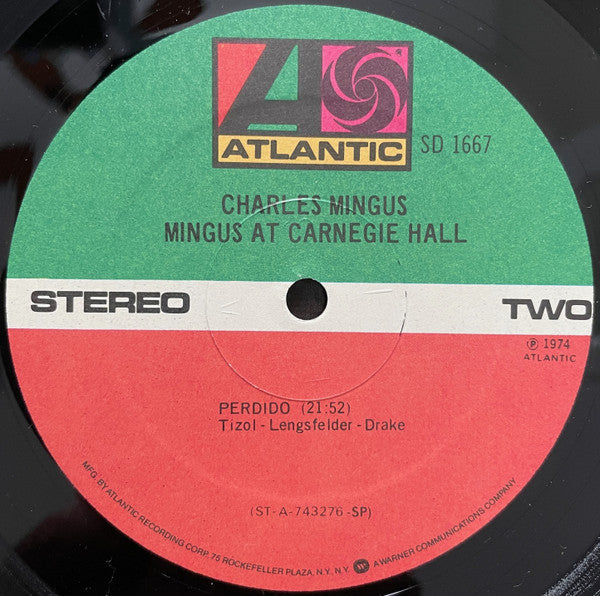 ATLANTIC
SD 1667
CHARLES MINGUS
MINGUS AT CARNEGIE HALL
STEREO
TWO
℗ 1974
ATLANTIC
PERDIDO (21:52)
Tizol - Lengsfelder - Drake
(ST-A-743276-SP)
MFG. BY ATLANTIC RECORDING CORP. 75 ROCKEFELLER PLAZA, N.Y. N.Y. W A WARNER COMMUNICATIONS COMPANY